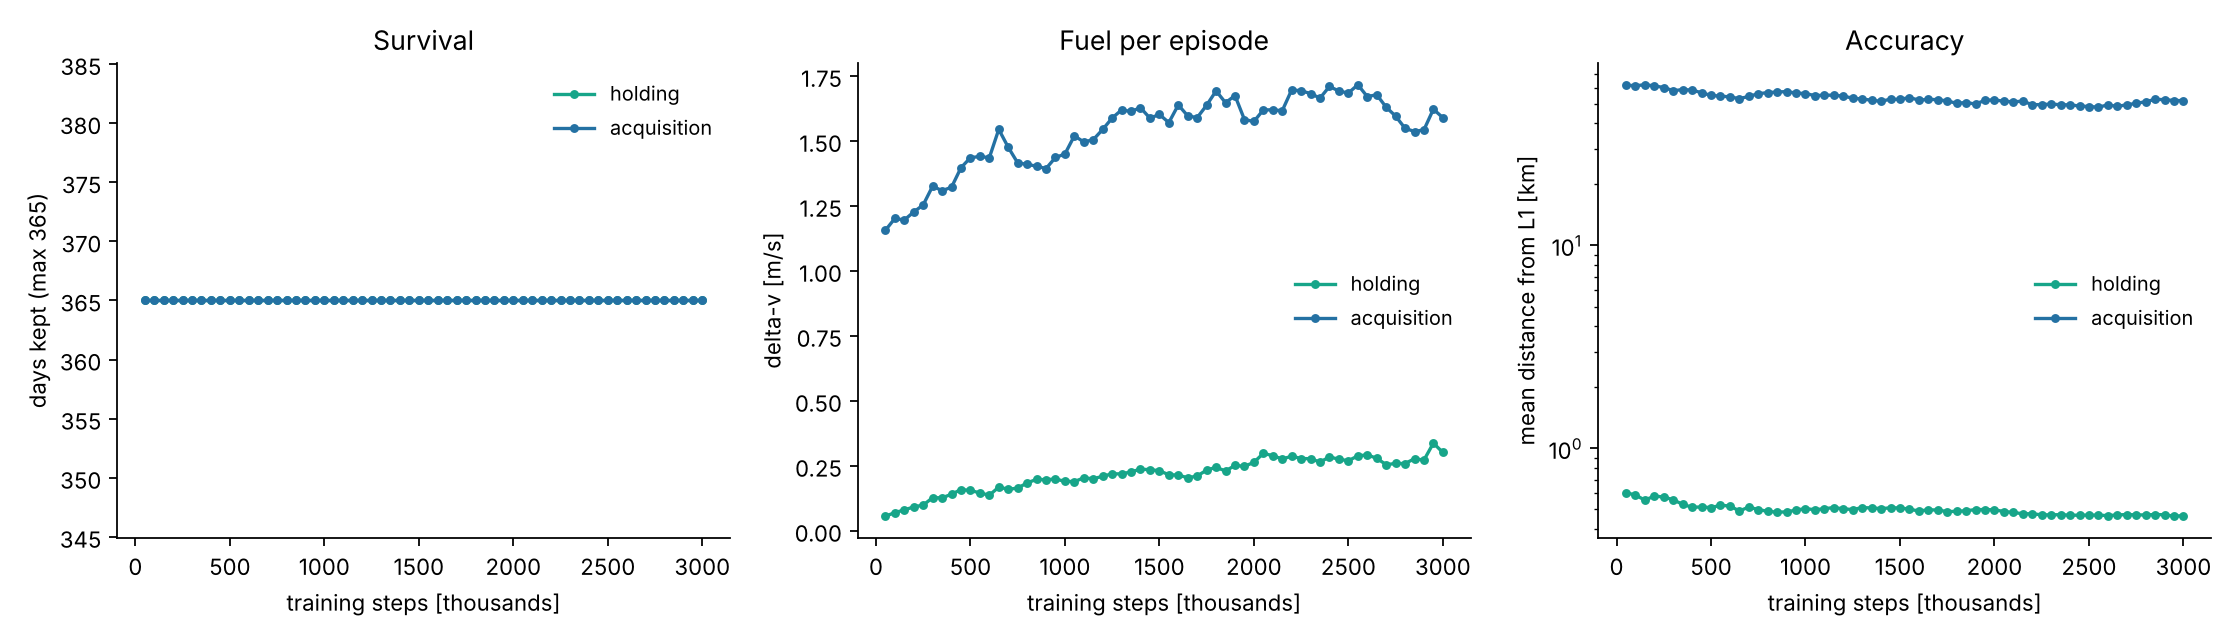 Survival
days kept (max 365)
385
380
375
370
365
360
355
350
345
holding
acquisition
0 500 1000 1500 2000 2500 3000
training steps [thousands]
Fuel per episode
delta-v [m/s]
1.75
1.50
1.25
1.00
0.75
0.50
0.25
0.00
holding
acquisition
0 500 1000 1500 2000 2500 3000
training steps [thousands]
Accuracy
mean distance from L1 [km]
10¹
10⁰
holding
acquisition
0 500 1000 1500 2000 2500 3000
training steps [thousands]